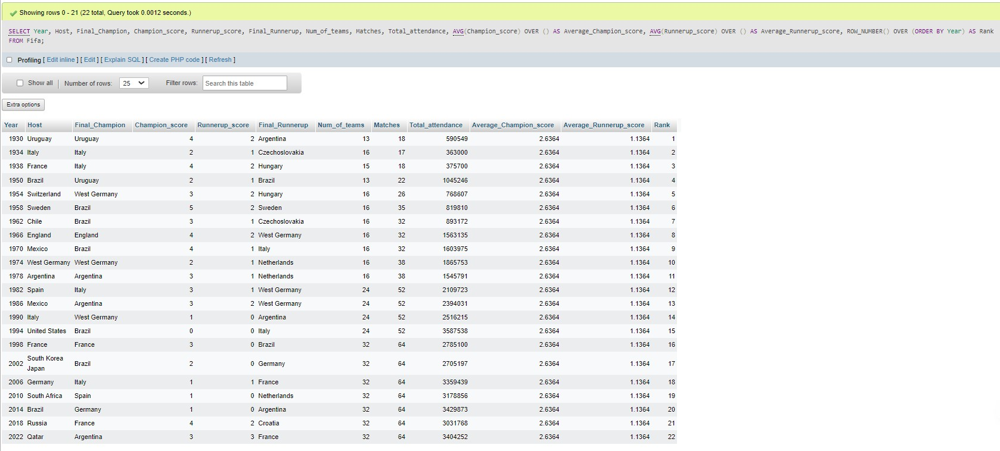 Showing rows 0 - 21 (22 total, Query took 0.0012 seconds.)
SELECT Year, Host, Final_Champion, Champion_score, Runnerup_score, Final_Runnerup, Num_of_teams, Matches, Total_attendance, AVG(Champion_score) OVER () AS Average_Champion_score, AVG(Runnerup_score) OVER () AS Average_Runnerup_score, ROW_NUMBER() OVER (ORDER BY Year) AS Rank
FROM Fifa;
Profiling [ Edit inline ] [ Edit ] [ Explain SQL ] [ Create PHP code ] [ Refresh ]
Show all Number of rows: 25 Filter rows: Search this table
Extra options
Year Host Final_Champion Champion_score Runnerup_score Final_Runnerup Num_of_teams Matches Total_attendance Average_Champion_score Average_Runnerup_score Rank
1930 Uruguay Uruguay 4 2 Argentina 13 18 590549 2.6364 1.1364 1
1934 Italy Italy 2 1 Czechoslovakia 16 17 363000 2.6364 1.1364 2
1938 France Italy 4 2 Hungary 15 18 375700 2.6364 1.1364 3
1950 Brazil Uruguay 2 1 Brazil 13 22 1045246 2.6364 1.1364 4
1954 Switzerland West Germany 3 2 Hungary 16 26 768607 2.6364 1.1364 5
1958 Sweden Brazil 5 2 Sweden 16 35 819810 2.6364 1.1364 6
1962 Chile Brazil 3 1 Czechoslovakia 16 32 893172 2.6364 1.1364 7
1966 England England 4 2 West Germany 16 32 1563135 2.6364 1.1364 8
1970 Mexico Brazil 4 1 Italy 16 32 1603975 2.6364 1.1364 9
1974 West Germany West Germany 2 1 Netherlands 16 38 1865753 2.6364 1.1364 10
1978 Argentina Argentina 3 1 Netherlands 16 38 1545791 2.6364 1.1364 11
1982 Spain Italy 3 1 West Germany 24 52 2109723 2.6364 1.1364 12
1986 Mexico Argentina 3 2 West Germany 24 52 2394031 2.6364 1.1364 13
1990 Italy West Germany 1 0 Argentina 24 52 2516215 2.6364 1.1364 14
1994 United States Brazil 0 0 Italy 24 52 3587538 2.6364 1.1364 15
1998 France France 3 0 Brazil 32 64 2785100 2.6364 1.1364 16
2002 South Korea Japan Brazil 2 0 Germany 32 64 2705197 2.6364 1.1364 17
2006 Germany Italy 1 1 France 32 64 3359439 2.6364 1.1364 18
2010 South Africa Spain 1 0 Netherlands 32 64 3178856 2.6364 1.1364 19
2014 Brazil Germany 1 0 Argentina 32 64 3429873 2.6364 1.1364 20
2018 Russia France 4 2 Croatia 32 64 3031768 2.6364 1.1364 21
2022 Qatar Argentina 3 3 France 32 64 3404252 2.6364 1.1364 22